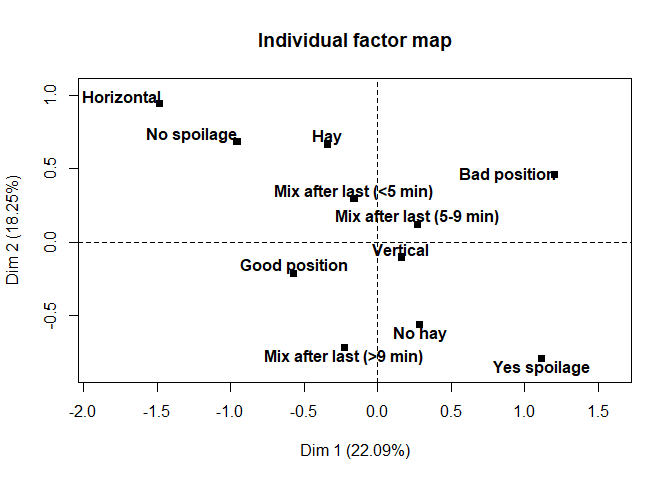 Individual factor map
Horizontal
No spoilage
Hay
Bad position
Mix after last (<5 min)
Mix after last (5-9 min)
Vertical
Good position
No hay
Mix after last (>9 min)
Yes spoilage
1.0
0.5
0.0
-0.5
Dim 2 (18.25%)
-2.0 -1.5 -1.0 -0.5 0.0 0.5 1.0 1.5
Dim 1 (22.09%)